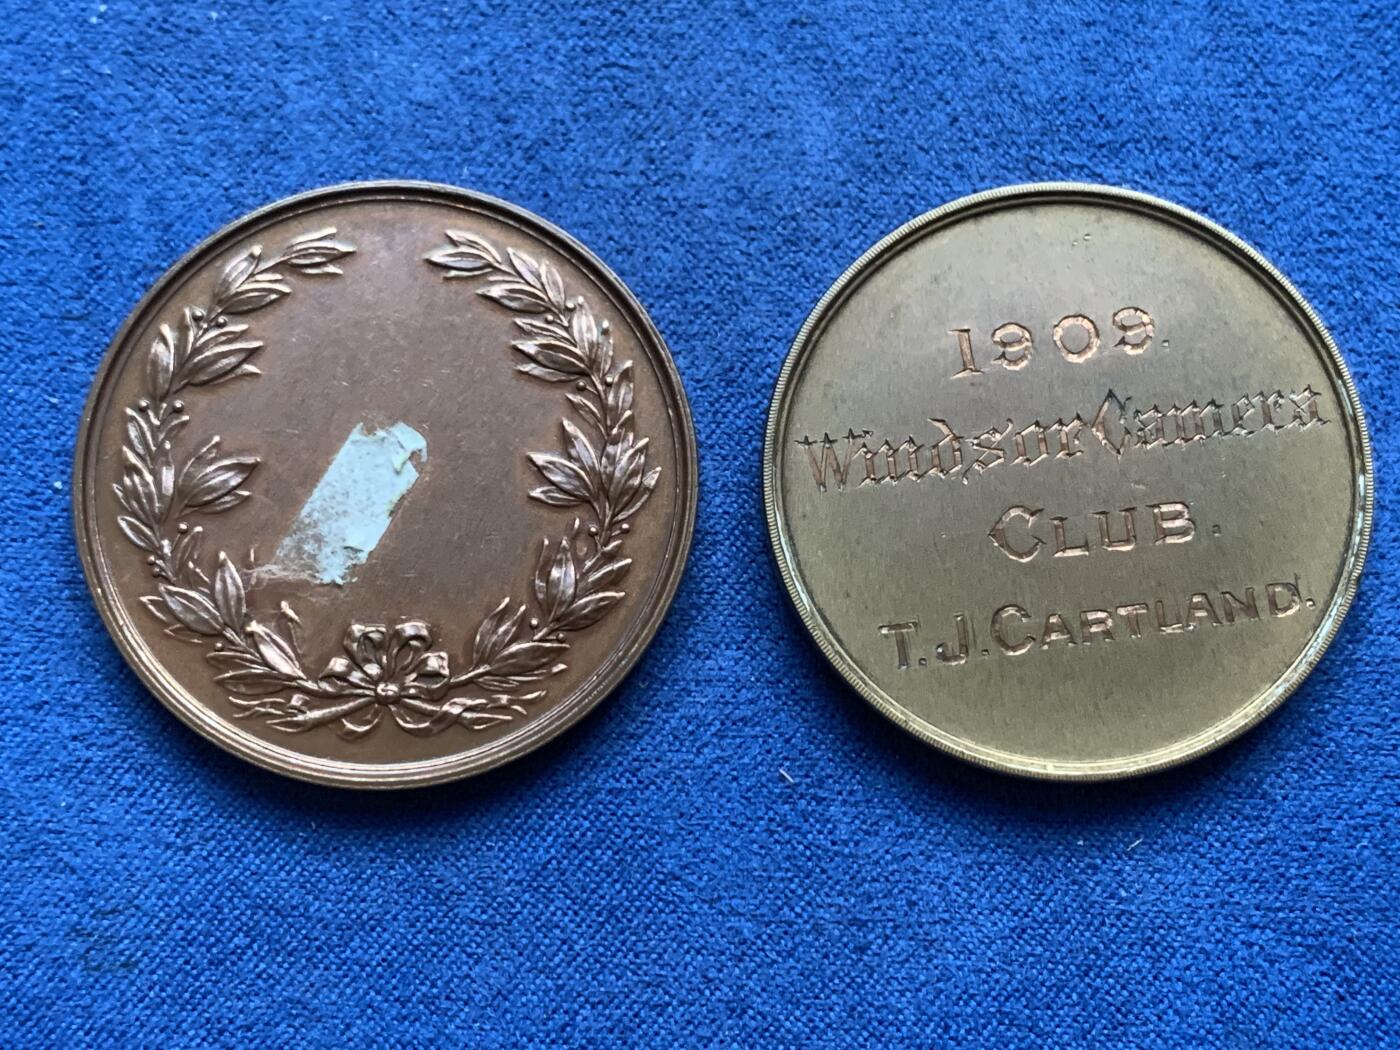 1909.
Windsor Camera
CLUB.
T.J. CARTLAND.